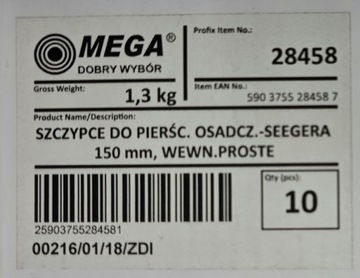 MEGA®
DOBRY WYBÓR
Profix Item No.:
28458
Gross Weight:
1,3 kg
Item EAN No.:
590 3755 28458 7
Product Name/Description:
SZCZYPCE DO PIERŚC. OSADCZ.-SEEGERA
150 mm, WEWN.PROSTE
Qty (pcs):
10
25903755284581
00216/01/18/ZDI